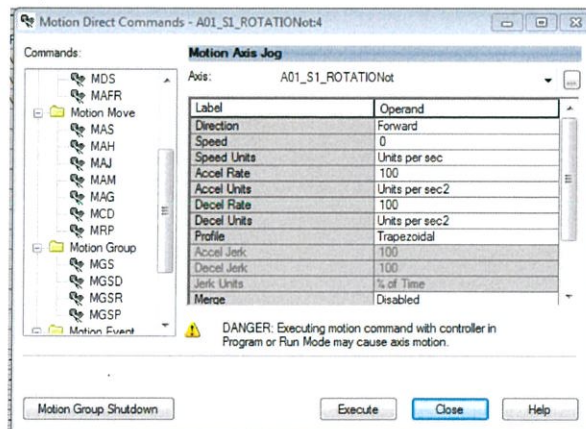 Motion Direct Commands - A01_S1_ROTATIONot:4
Commands:
MDS
MAFR
Motion Move
MAS
MAH
MAJ
MAM
MAG
MCD
MRP
Motion Group
MGS
MGSD
MGSR
MGSP
Motion Event
Motion Axis Jog
Axis: A01_S1_ROTATIONot
...
Label Operand
Direction Forward
Speed 0
Speed Units Units per sec
Accel Rate 100
Accel Units Units per sec2
Decel Rate 100
Decel Units Units per sec2
Profile Trapezoidal
Accel Jerk 100
Decel Jerk 100
Jerk Units % of Time
Merge Disabled
DANGER: Executing motion command with controller in
Program or Run Mode may cause axis motion.
Motion Group Shutdown Execute Close Help